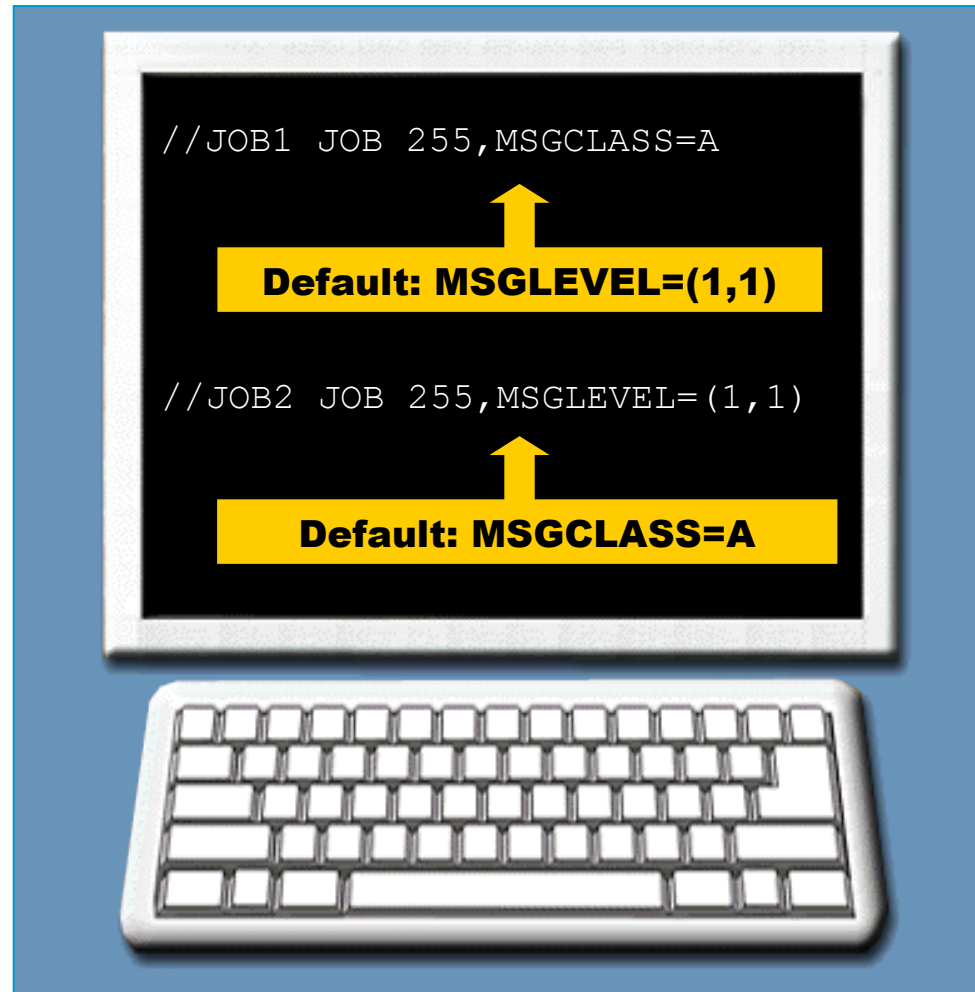 //JOB1 JOB 255,MSGCLASS=A
Default: MSGLEVEL=(1,1)
//JOB2 JOB 255,MSGLEVEL=(1,1)
Default: MSGCLASS=A